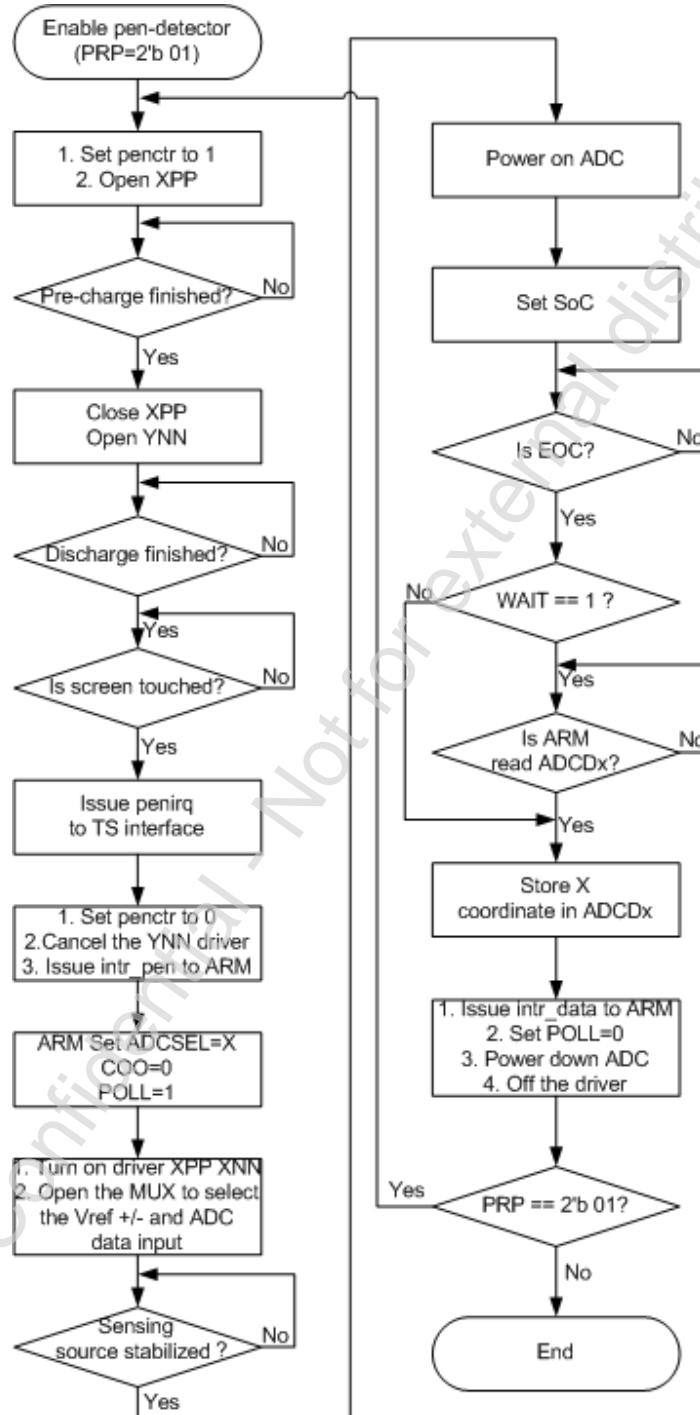 Enable pen-detector
(PRP=2'b 01)
1. Set penctr to 1
2. Open XPP
Pre-charge finished?
No
Yes
Close XPP
Open YNN
Discharge finished?
No
Yes
Is screen touched?
No
Yes
Issue penirq
to TS interface
1. Set penctr to 0
2.Cancel the YNN driver
3. Issue intr_pen to ARM
ARM Set ADCSEL=X
COO=0
POLL=1
1. Turn on driver XPP XNN
2. Open the MUX to select
the Vref +/- and ADC
data input
Sensing
source stabilized ?
No
Yes
Power on ADC
Set SoC
Is EOC?
No
Yes
WAIT == 1 ?
No
Yes
Is ARM
read ADCDx?
No
Yes
Store X
coordinate in ADCDx
1. Issue intr_data to ARM
2. Set POLL=0
3. Power down ADC
4. Off the driver
PRP == 2'b 01?
Yes
No
End
Confidential - Not for external distri